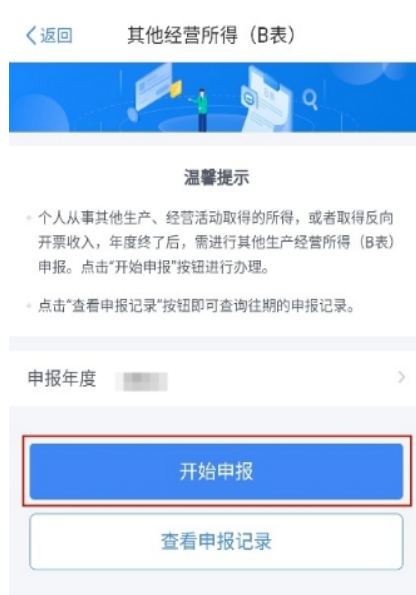 返回
其他经营所得（B表）
温馨提示
个人从事其他生产、经营活动取得的所得，或者取得反向
开票收入，年度终了后，需进行其他生产经营所得（B表）
申报。点击“开始申报”按钮进行办理。
点击“查看申报记录”按钮即可查询往期的申报记录。
申报年度
开始申报
查看申报记录